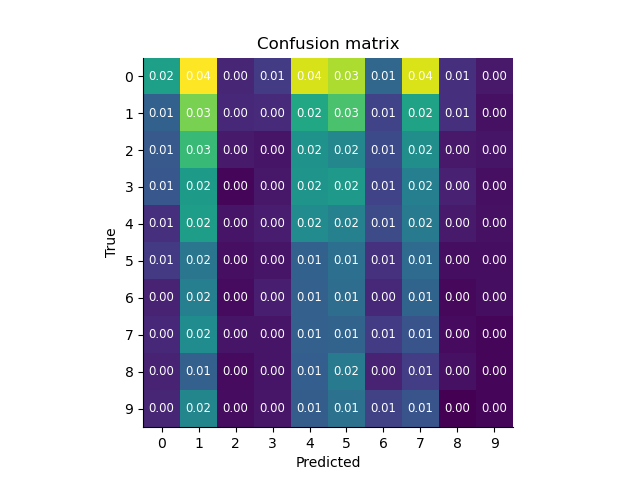 Confusion matrix
0 0.02 0.04 0.00 0.01 0.04 0.03 0.01 0.04 0.01 0.00
1 0.01 0.03 0.00 0.00 0.02 0.03 0.01 0.02 0.01 0.00
2 0.01 0.03 0.00 0.00 0.02 0.02 0.01 0.02 0.00 0.00
3 0.01 0.02 0.00 0.00 0.02 0.02 0.01 0.02 0.00 0.00
4 0.01 0.02 0.00 0.00 0.02 0.02 0.01 0.02 0.00 0.00
5 0.01 0.02 0.00 0.00 0.01 0.01 0.01 0.01 0.00 0.00
6 0.00 0.02 0.00 0.00 0.01 0.01 0.00 0.01 0.00 0.00
7 0.00 0.02 0.00 0.00 0.01 0.01 0.01 0.01 0.00 0.00
8 0.00 0.01 0.00 0.00 0.01 0.02 0.00 0.01 0.00 0.00
9 0.00 0.02 0.00 0.00 0.01 0.01 0.01 0.01 0.00 0.00
True
0 1 2 3 4 5 6 7 8 9
Predicted